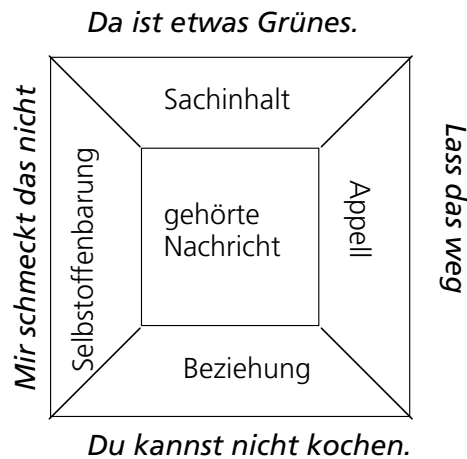 Da ist etwas Grünes.
Sachinhalt
Mir schmeckt das nicht
Selbstoffenbarung
gehörte
Nachricht
Appell
Lass das weg
Beziehung
Du kannst nicht kochen.